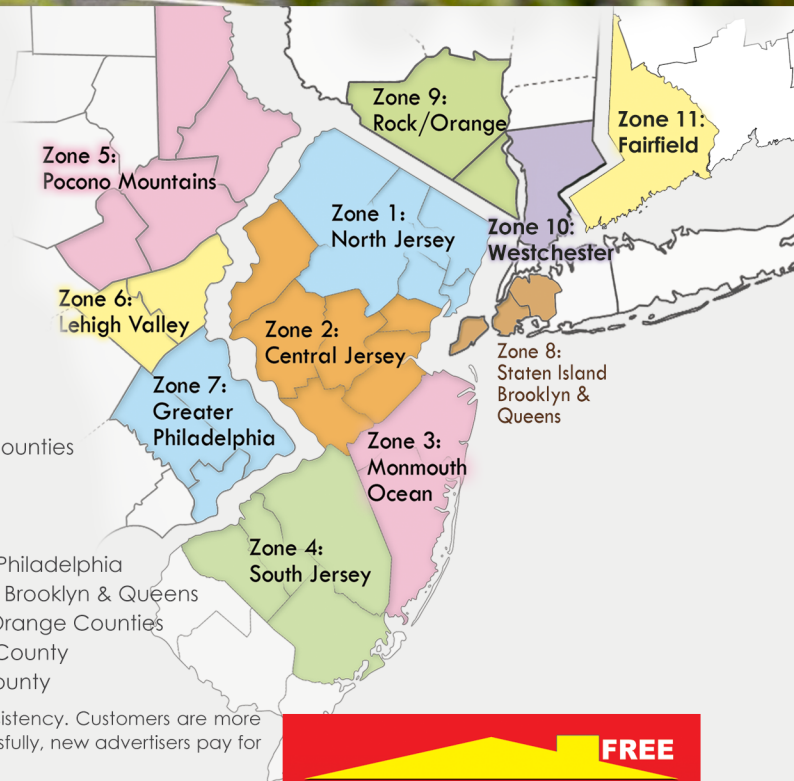 Zone 9:
Rock/Orange
Zone 11:
Fairfield
Zone 5:
Pocono Mountains
Zone 1:
North Jersey
Zone 10:
Westchester
Zone 6:
Lehigh Valley
Zone 2:
Central Jersey
Zone 8:
Staten Island
Brooklyn &
Queens
Zone 7:
Greater
Philadelphia
Zone 3:
Monmouth
Ocean
ounties
Zone 4:
South Jersey
Philadelphia
Brooklyn & Queens
Orange Counties
County
ounty
istency. Customers are more
sfully, new advertisers pay for
FREE